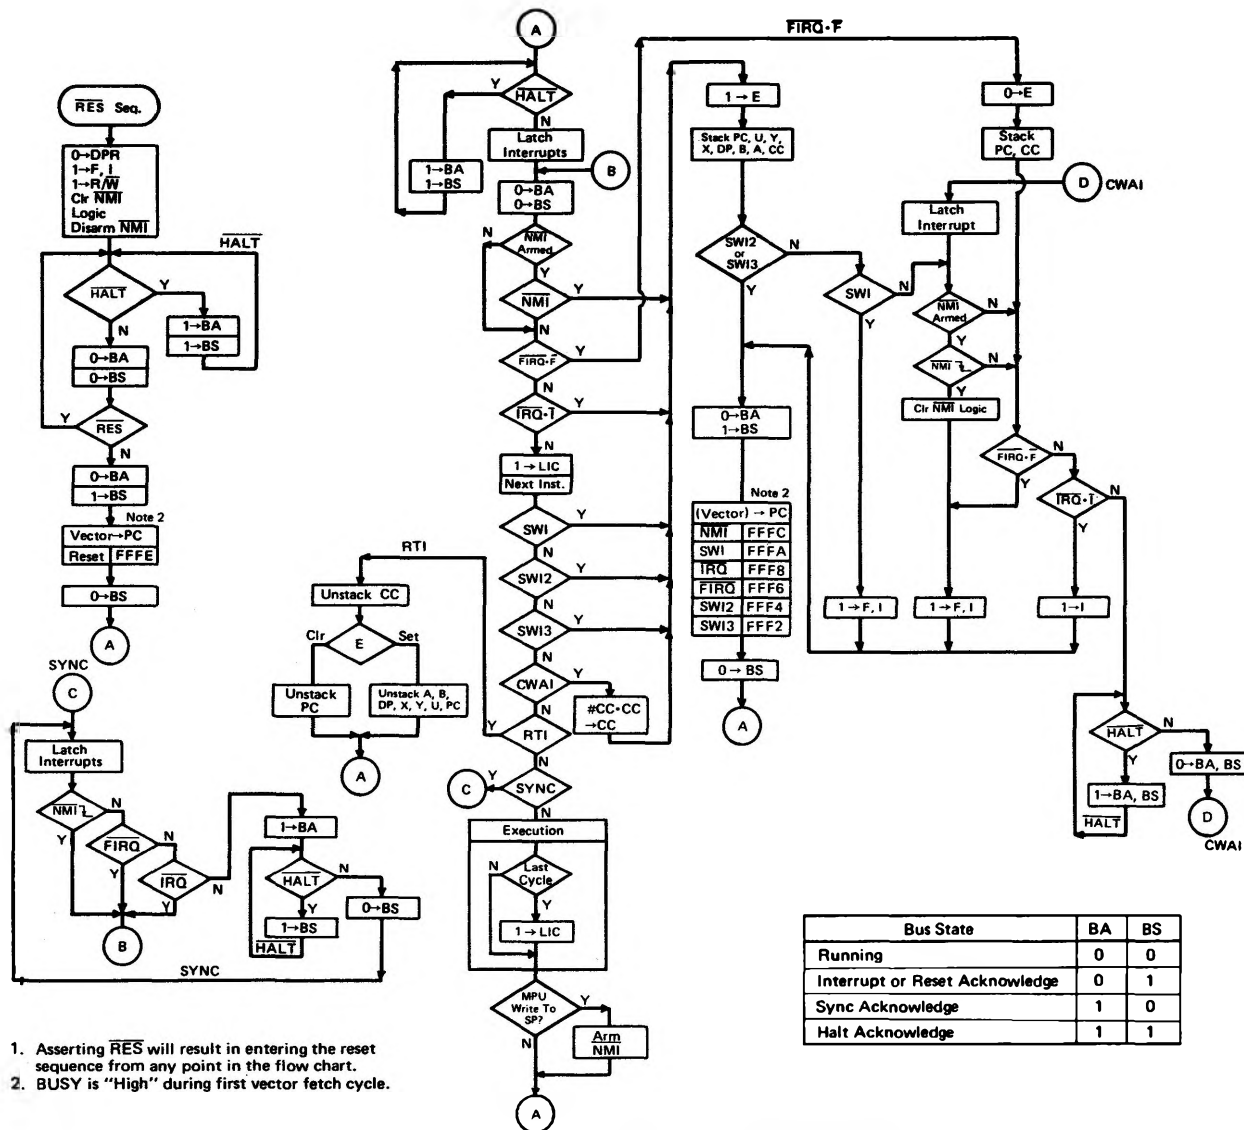 RES Seq.
0→DPR
1→F, I
1→R/W
Clr NMI
Logic
Disarm NMI
HALT
HALT
Y
N
1→BA
1→BS
0→BA
0→BS
Y
RES
N
0→BA
1→BS
Note 2
Vector→PC
Reset FFFE
0→BS
A
A
Y
HALT
N
Latch
Interrupts
B
1→BA
1→BS
0→BA
0→BS
N
NMI
Armed
Y
NMI
Y
N
FIRQ·F
Y
N
IRQ·I
Y
N
1→LIC
Next Inst.
SWI
Y
N
SWI2
Y
N
SWI3
Y
N
CWAI
Y
N
#CC·CC
→CC
Y
RTI
N
C
Y
SYNC
N
Execution
N
Last
Cycle
Y
1→LIC
MPU
Write To
SP?
Y
N
Arm
NMI
A
RTI
Unstack CC
Clr
E
Set
Unstack
PC
Unstack A, B,
DP, X, Y, U, PC
A
FIRQ·F
1→E
Stack PC, U, Y,
X, DP, B, A, CC
SWI2
or
SWI3
N
Y
SWI
N
Y
0→BA
1→BS
Note 2
(Vector) → PC
NMI FFFC
SWI FFFA
IRQ FFF8
FIRQ FFF6
SWI2 FFF4
SWI3 FFF2
0→BS
A
0→E
Stack
PC, CC
D CWAI
Latch
Interrupt
NMI
Armed
N
Y
NMI
N
Y
Clr NMI Logic
FIRQ·F
N
Y
IRQ·I
N
Y
1→F, I
1→F, I
1→I
HALT
N
Y
1→BA, BS
HALT
0→BA, BS
D
CWAI
SYNC
C
Latch
Interrupts
NMI
N
Y
FIRQ
N
Y
IRQ
N
Y
B
1→BA
HALT
N
Y
1→BS
HALT
0→BS
SYNC
Bus State BA BS
Running 0 0
Interrupt or Reset Acknowledge 0 1
Sync Acknowledge 1 0
Halt Acknowledge 1 1
1. Asserting RES will result in entering the reset
sequence from any point in the flow chart.
2. BUSY is "High" during first vector fetch cycle.